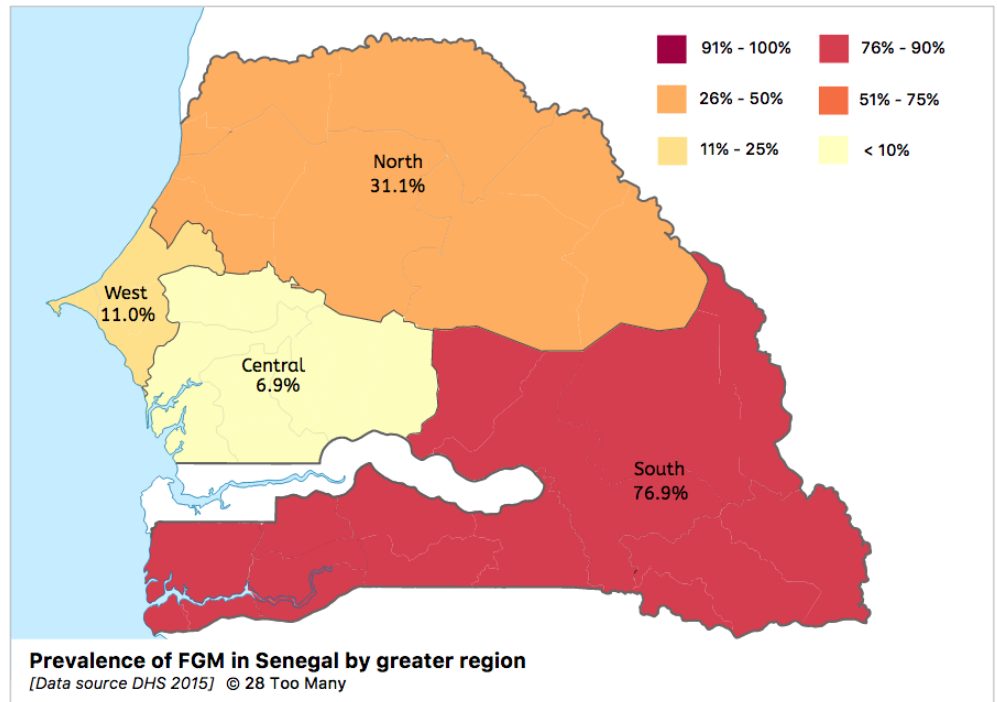 91% - 100%
76% - 90%
26% - 50%
51% - 75%
11% - 25%
< 10%
North
31.1%
West
11.0%
Central
6.9%
South
76.9%
Prevalence of FGM in Senegal by greater region
[Data source DHS 2015] © 28 Too Many